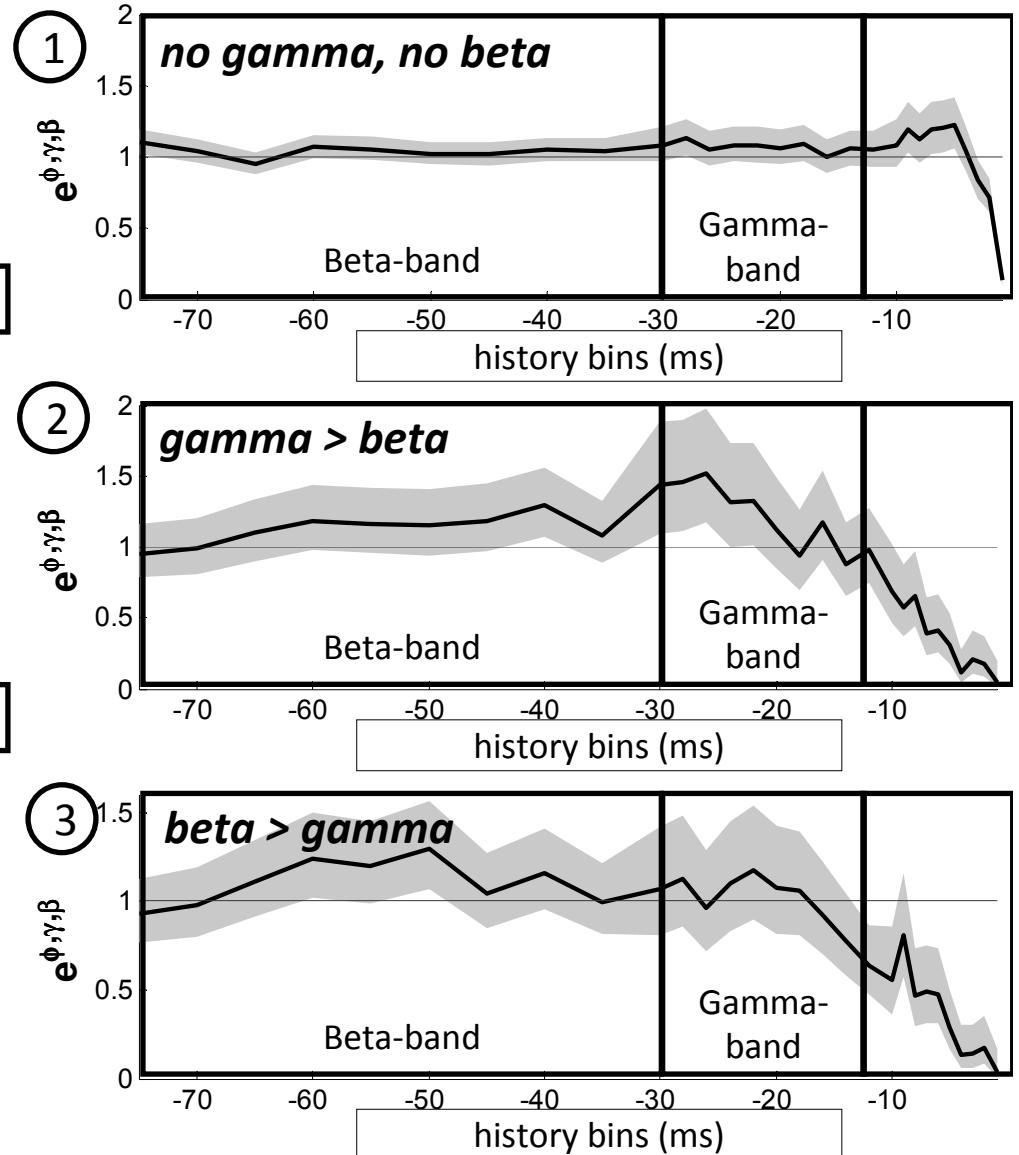 1
no gamma, no beta
2
1.5
1
0.5
0
e^ϕ,γ,β
Beta-band
Gamma-
band
-70 -60 -50 -40 -30 -20 -10
history bins (ms)
2
gamma > beta
2
1.5
1
0.5
0
e^ϕ,γ,β
Beta-band
Gamma-
band
-70 -60 -50 -40 -30 -20 -10
history bins (ms)
3
beta > gamma
1.5
1
0.5
0
e^ϕ,γ,β
Beta-band
Gamma-
band
-70 -60 -50 -40 -30 -20 -10
history bins (ms)